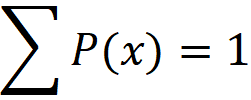 ∑ P(x) = 1